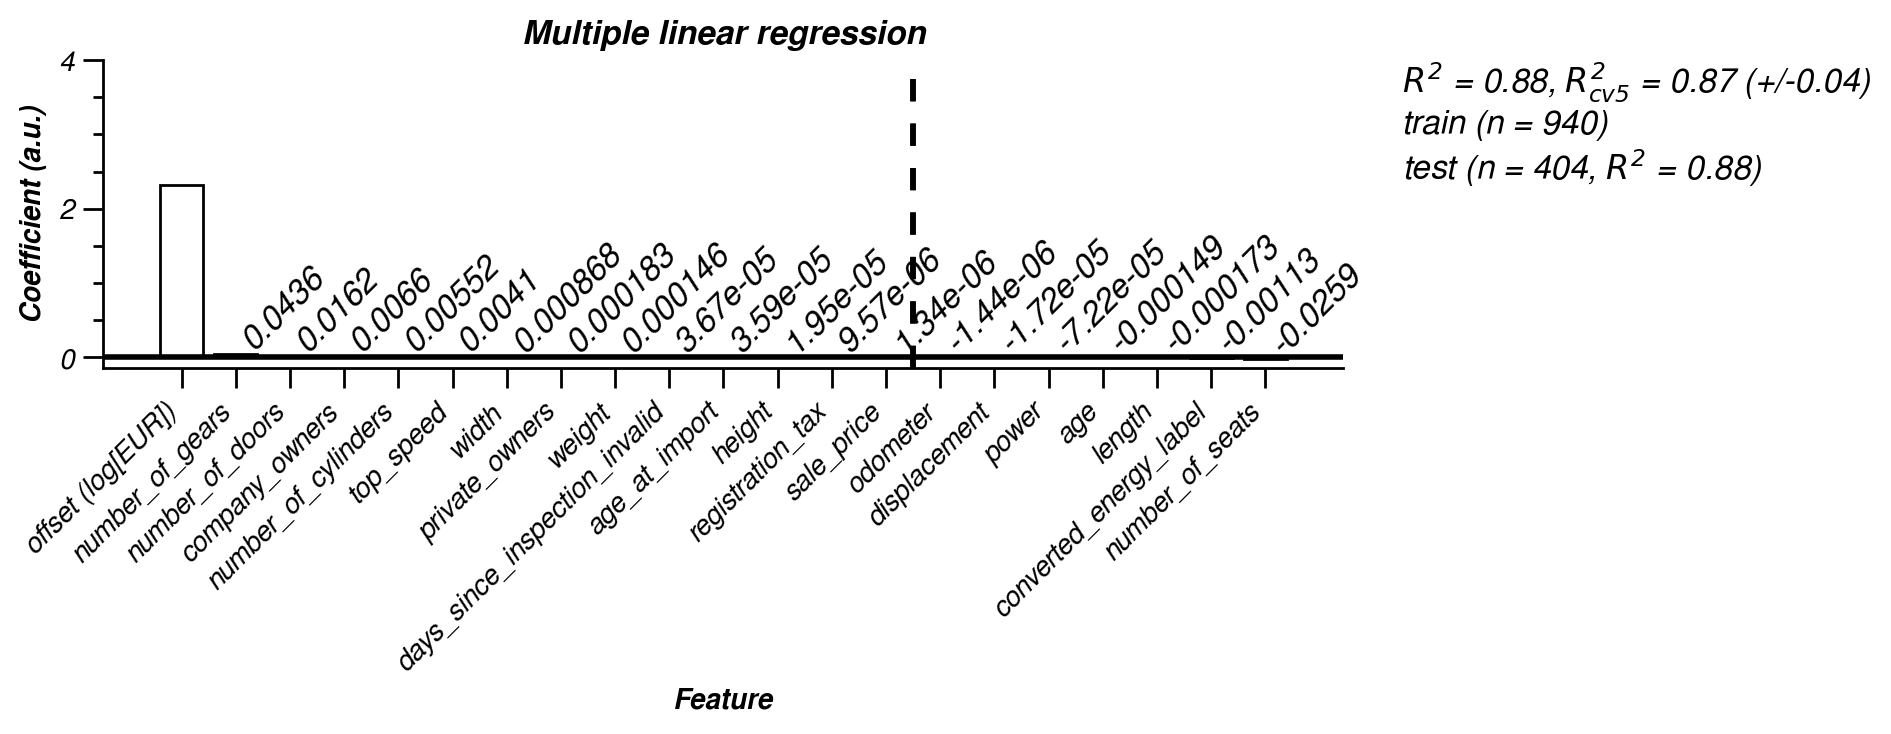 Multiple linear regression
R² = 0.88, R²cv5 = 0.87 (+/-0.04)
train (n = 940)
test (n = 404, R² = 0.88)
Coefficient (a.u.)
4
2
0
0.0436
0.0162
0.0066
0.00552
0.0041
0.000868
0.000183
0.000146
3.67e-05
3.59e-05
1.95e-05
9.57e-06
1.34e-06
-1.44e-06
-1.72e-05
-7.22e-05
-0.000149
-0.000173
-0.00113
-0.0259
offset (log[EUR])
number_of_gears
number_of_doors
company_owners
number_of_cylinders
top_speed
width
private_owners
weight
days_since_inspection_invalid
age_at_import
height
registration_tax
sale_price
odometer
displacement
power
age
length
converted_energy_label
number_of_seats
Feature